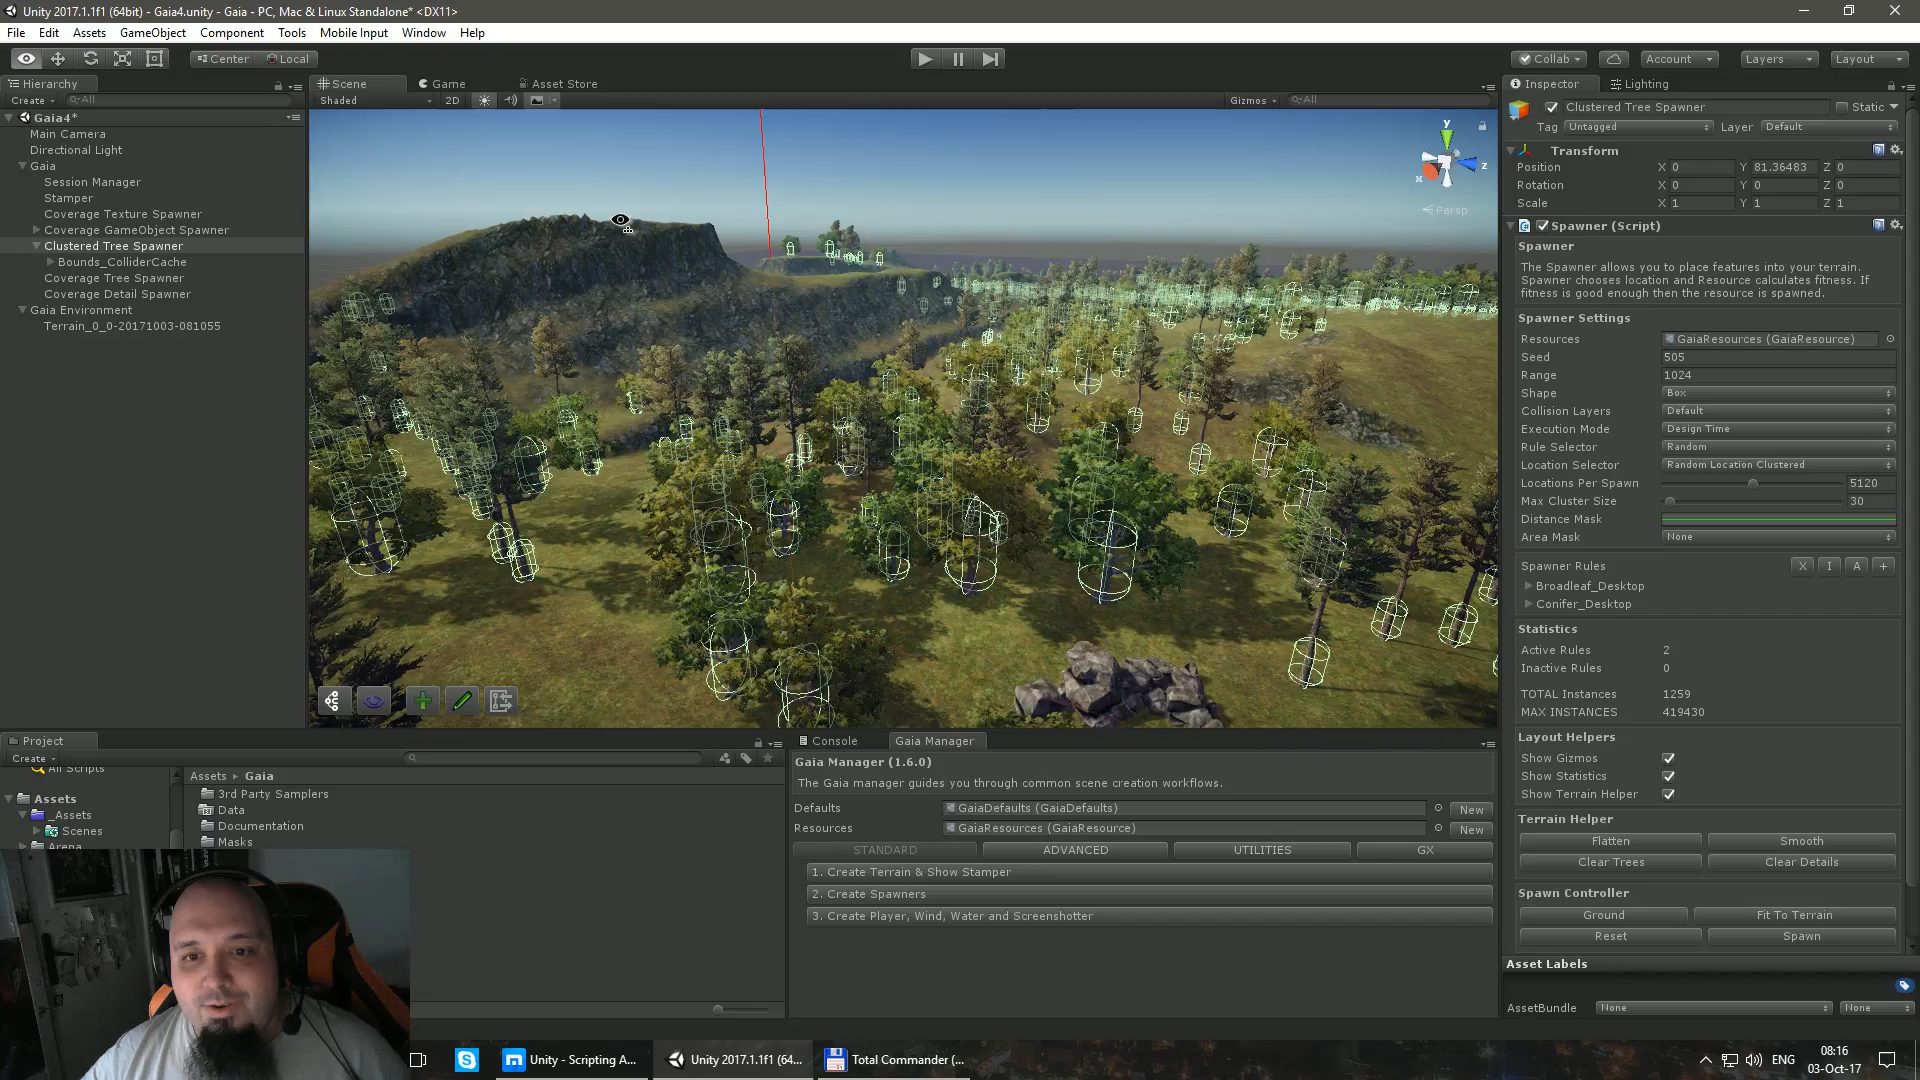 Unity 2017.1.1f1 (64bit) - Gaia4.unity - Gaia - PC, Mac & Linux Standalone* <DX11>
File Edit Assets GameObject Component Tools Mobile Input Window Help
Center Local
Collab Account Layers Layout
Hierarchy
Create All
Gaia4*
Main Camera
Directional Light
Gaia
Session Manager
Stamper
Coverage Texture Spawner
Coverage GameObject Spawner
Clustered Tree Spawner
Bounds_ColliderCache
Coverage Tree Spawner
Coverage Detail Spawner
Gaia Environment
Terrain_0_0-20171003-081055
Scene Game Asset Store
Shaded 2D Gizmos All
y
z
x
Persp
Inspector Lighting
Clustered Tree Spawner Static
Tag Untagged Layer Default
Transform
Position X 0 Y 81.36483 Z 0
Rotation X 0 Y 0 Z 0
Scale X 1 Y 1 Z 1
Spawner (Script)
Spawner
The Spawner allows you to place features into your terrain.
Spawner chooses location and Resource calculates fitness. If
fitness is good enough then the resource is spawned.
Spawner Settings
Resources GaiaResources (GaiaResource)
Seed 505
Range 1024
Shape Box
Collision Layers Default
Execution Mode Design Time
Rule Selector Random
Location Selector Random Location Clustered
Locations Per Spawn 5120
Max Cluster Size 30
Distance Mask
Area Mask None
Spawner Rules X I A +
Broadleaf_Desktop
Conifer_Desktop
Statistics
Active Rules 2
Inactive Rules 0
TOTAL Instances 1259
MAX INSTANCES 419430
Layout Helpers
Show Gizmos
Show Statistics
Show Terrain Helper
Terrain Helper
Flatten Smooth
Clear Trees Clear Details
Spawn Controller
Ground Fit To Terrain
Reset Spawn
Asset Labels
AssetBundle None None
Project
Create
All Scripts
Assets
_Assets
Scenes
Arena
Assets Gaia
3rd Party Samplers
Data
Documentation
Masks
Console Gaia Manager
Gaia Manager (1.6.0)
The Gaia manager guides you through common scene creation workflows.
Defaults GaiaDefaults (GaiaDefaults) New
Resources GaiaResources (GaiaResource) New
STANDARD ADVANCED UTILITIES GX
1. Create Terrain & Show Stamper
2. Create Spawners
3. Create Player, Wind, Water and Screenshotter
Unity - Scripting A... Unity 2017.1.1f1 (64... Total Commander (...
ENG
08:16
03-Oct-17